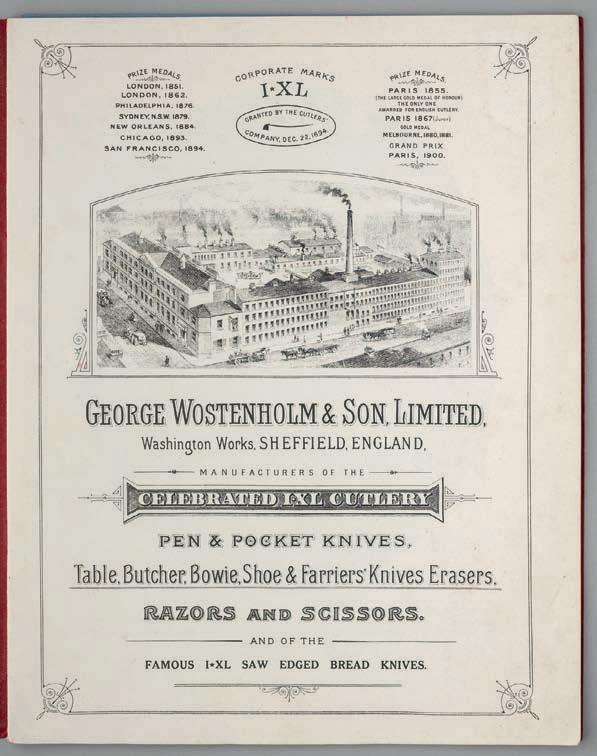 PRIZE MEDALS.
LONDON, 1851.
LONDON, 1862.
PHILADELPHIA, 1876.
SYDNEY, N.S.W. 1879.
NEW ORLEANS, 1884.
CHICAGO, 1893.
SAN FRANCISCO, 1894.
CORPORATE MARKS
I★XL
GRANTED BY THE CUTLERS'
COMPANY, DEC. 22, 1694.
PRIZE MEDALS.
PARIS 1855.
(THE LARGE GOLD MEDAL OF HONOUR)
THE ONLY ONE
AWARDED FOR ENGLISH CUTLERY.
PARIS 1867 (Juror)
GOLD MEDAL
MELBOURNE, 1880, 1881.
GRAND PRIX
PARIS, 1900.
GEORGE WOSTENHOLM & SON, LIMITED,
Washington Works, SHEFFIELD, ENGLAND,
MANUFACTURERS OF THE
CELEBRATED I★XL CUTLERY
PEN & POCKET KNIVES,
Table, Butcher, Bowie, Shoe & Farriers' Knives Erasers,
RAZORS AND SCISSORS.
AND OF THE
FAMOUS I★XL SAW EDGED BREAD KNIVES.